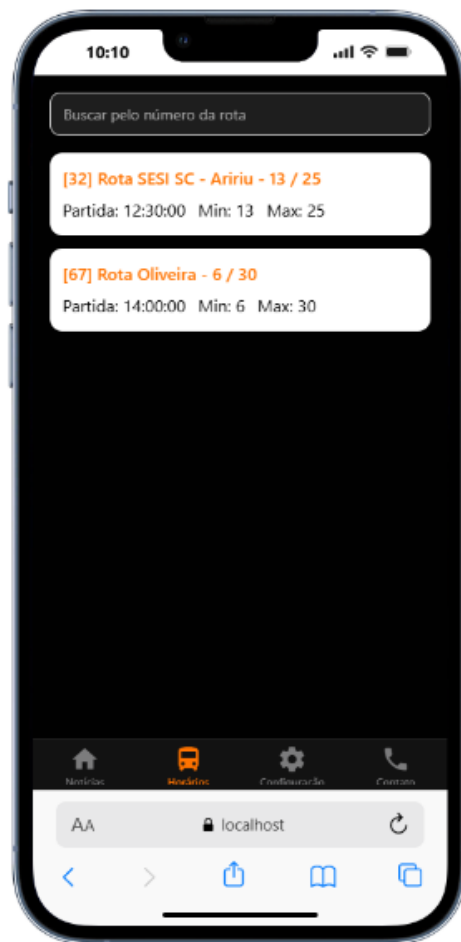 10:10
Buscar pelo número da rota
[32] Rota SESI SC - Aririu - 13 / 25
Partida: 12:30:00 Min: 13 Max: 25
[67] Rota Oliveira - 6 / 30
Partida: 14:00:00 Min: 6 Max: 30
Notícias Horários Configuração Contato
AA localhost